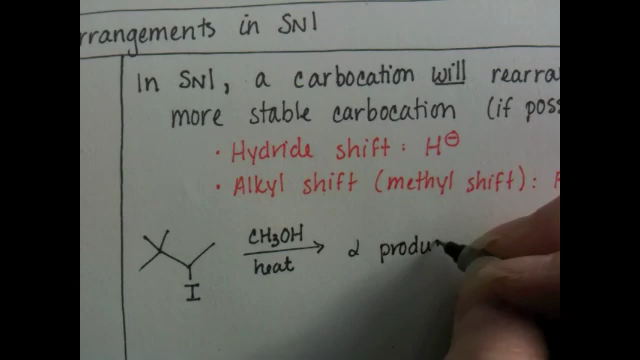 rrangements in SN1
In SN1, a carbocation will rearra
more stable carbocation (if poss
• Hydride shift: H⊖
• Alkyl shift (methyl shift):
CH3OH
heat
2 produ
I